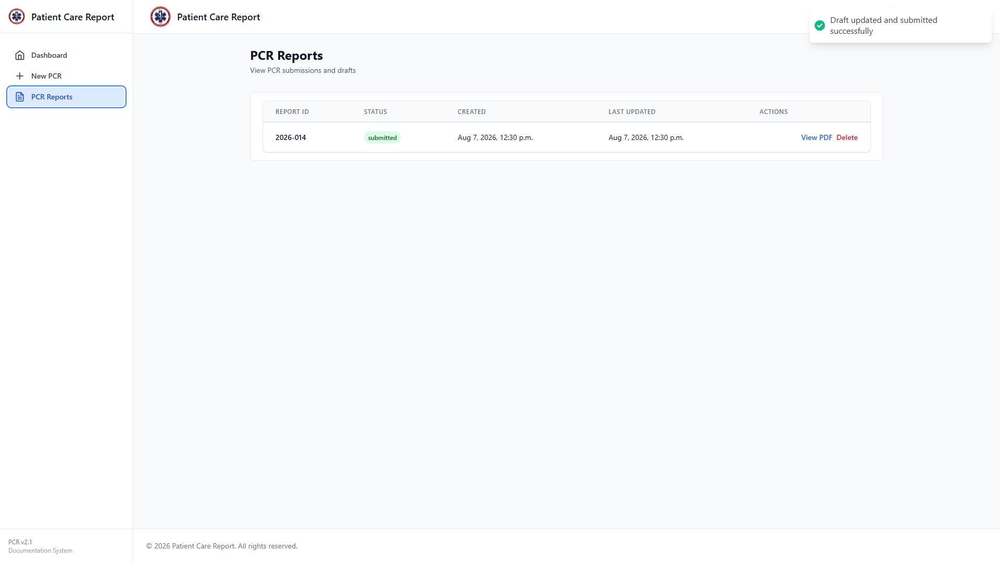 Patient Care Report
Patient Care Report
Draft updated and submitted
successfully
Dashboard
New PCR
PCR Reports
PCR Reports
View PCR submissions and drafts
REPORT ID STATUS CREATED LAST UPDATED ACTIONS
2026-014 submitted Aug 7, 2026, 12:30 p.m. Aug 7, 2026, 12:30 p.m. View PDF Delete
PCR v2.1
Documentation System
© 2026 Patient Care Report. All rights reserved.